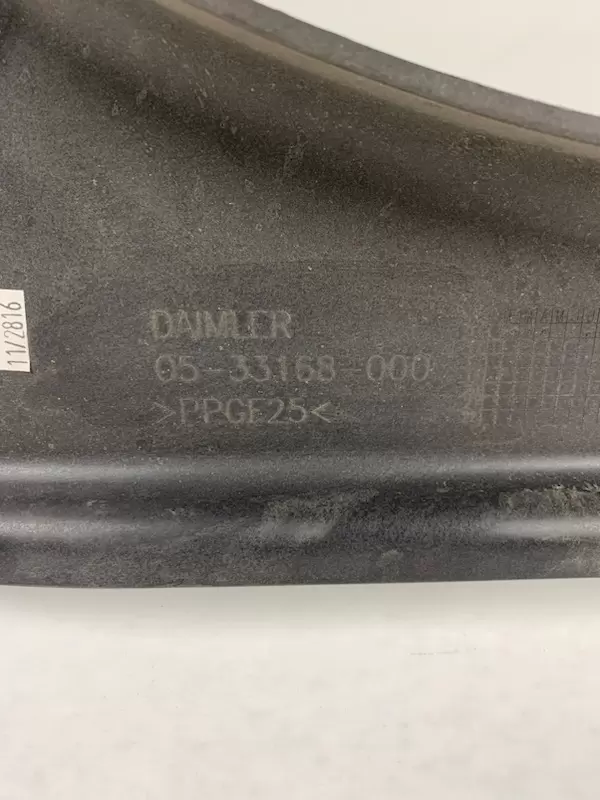 DAIMLER
05-33168-000
>PPGF25<
11/2816